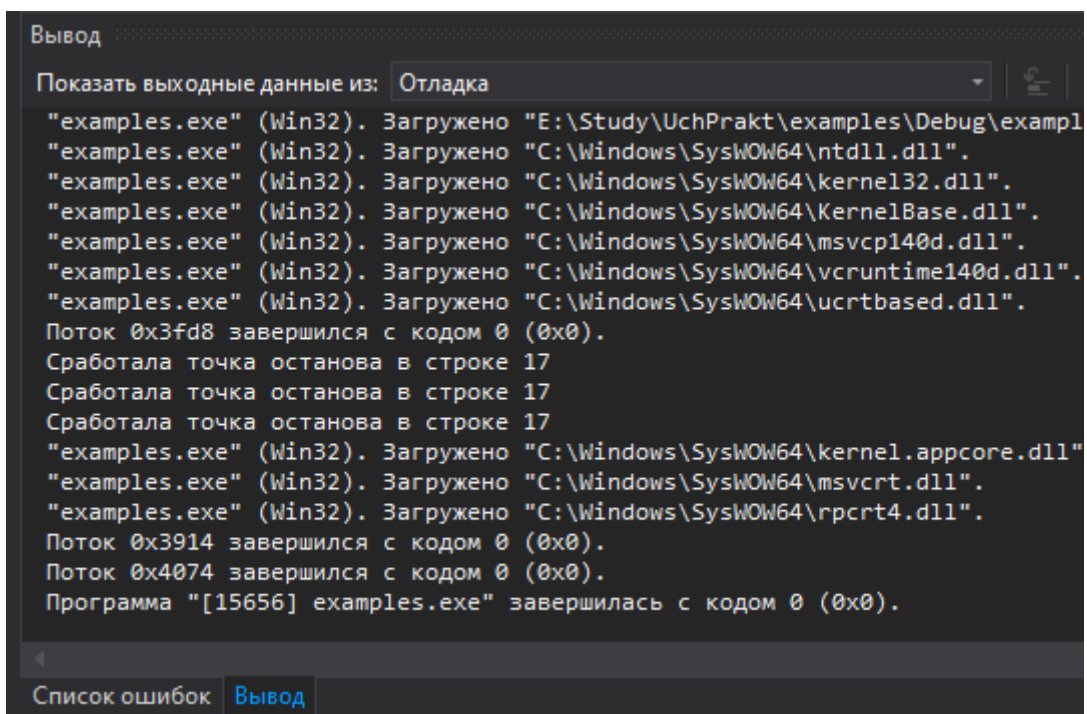 Вывод
Показать выходные данные из: Отладка
"examples.exe" (Win32). Загружено "E:\Study\UchPrakt\examples\Debug\exampl
"examples.exe" (Win32). Загружено "C:\Windows\SysWOW64\ntdll.dll".
"examples.exe" (Win32). Загружено "C:\Windows\SysWOW64\kernel32.dll".
"examples.exe" (Win32). Загружено "C:\Windows\SysWOW64\KernelBase.dll".
"examples.exe" (Win32). Загружено "C:\Windows\SysWOW64\msvcp140d.dll".
"examples.exe" (Win32). Загружено "C:\Windows\SysWOW64\vcruntime140d.dll".
"examples.exe" (Win32). Загружено "C:\Windows\SysWOW64\ucrtbased.dll".
Поток 0x3fd8 завершился с кодом 0 (0x0).
Сработала точка останова в строке 17
Сработала точка останова в строке 17
Сработала точка останова в строке 17
"examples.exe" (Win32). Загружено "C:\Windows\SysWOW64\kernel.appcore.dll"
"examples.exe" (Win32). Загружено "C:\Windows\SysWOW64\msvcrt.dll".
"examples.exe" (Win32). Загружено "C:\Windows\SysWOW64\rpcrt4.dll".
Поток 0x3914 завершился с кодом 0 (0x0).
Поток 0x4074 завершился с кодом 0 (0x0).
Программа "[15656] examples.exe" завершилась с кодом 0 (0x0).
Список ошибок Вывод